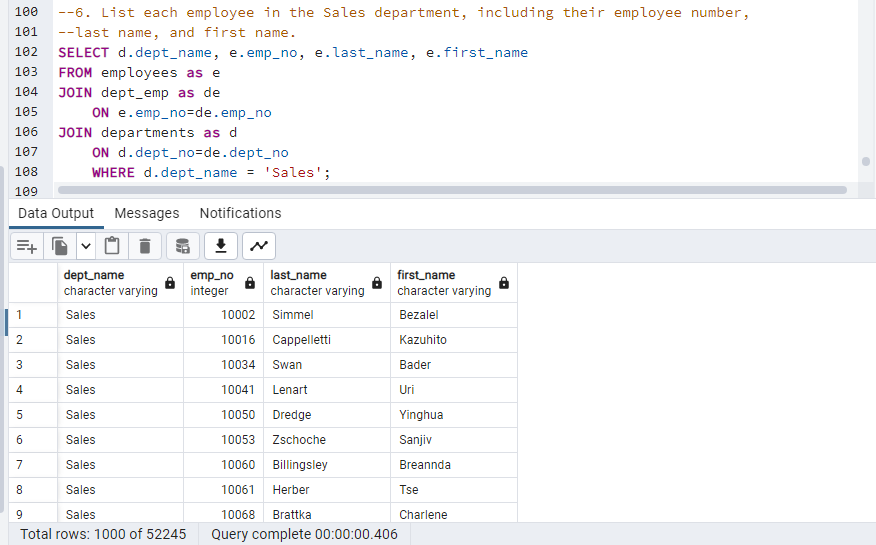 100 --6. List each employee in the Sales department, including their employee number,
101 --last name, and first name.
102 SELECT d.dept_name, e.emp_no, e.last_name, e.first_name
103 FROM employees as e
104 JOIN dept_emp as de
105 ON e.emp_no=de.emp_no
106 JOIN departments as d
107 ON d.dept_no=de.dept_no
108 WHERE d.dept_name = 'Sales';
109
Data Output Messages Notifications
dept_name emp_no last_name first_name
character varying integer character varying character varying
1 Sales 10002 Simmel Bezalel
2 Sales 10016 Cappelletti Kazuhito
3 Sales 10034 Swan Bader
4 Sales 10041 Lenart Uri
5 Sales 10050 Dredge Yinghua
6 Sales 10053 Zschoche Sanjiv
7 Sales 10060 Billingsley Breannda
8 Sales 10061 Herber Tse
9 Sales 10068 Brattka Charlene
Total rows: 1000 of 52245 Query complete 00:00:00.406